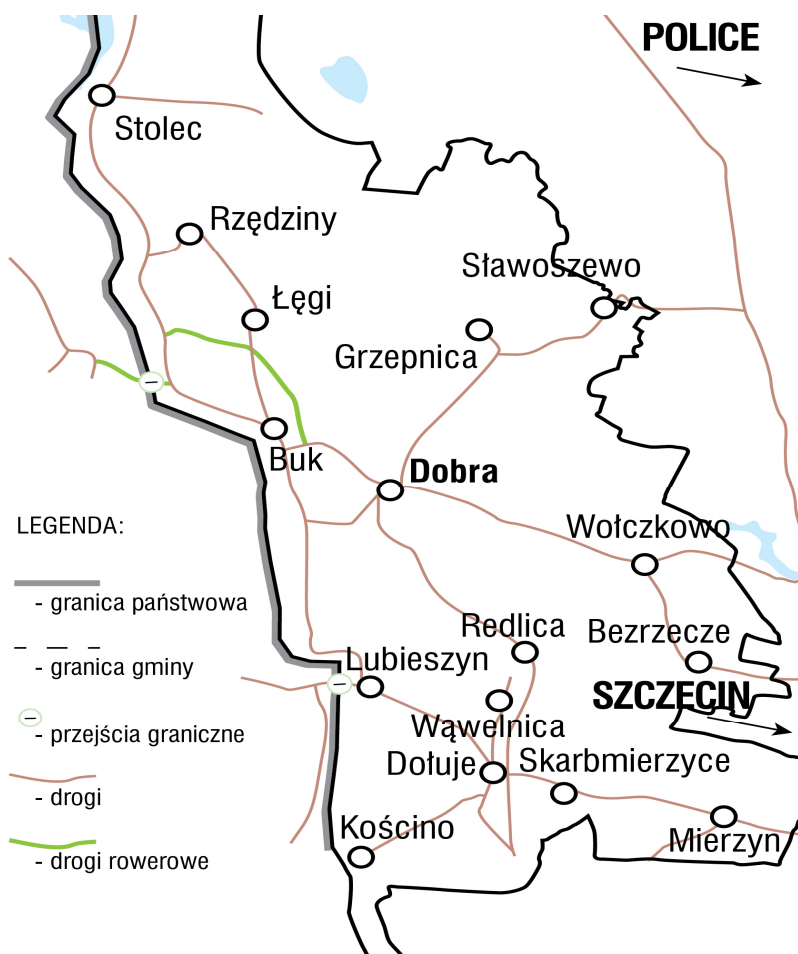 POLICE
Stolec
Rzędziny
Sławoszewo
Łęgi
Grzepnica
Buk
Dobra
Wołczkowo
LEGENDA:
- granica państwowa
Redlica
Bezrzecze
- granica gminy
Lubieszyn
SZCZECIN
Wąwelnica
- przejścia graniczne
Dołuje
Skarbmierzyce
- drogi
Kościno
Mierzyn
- drogi rowerowe